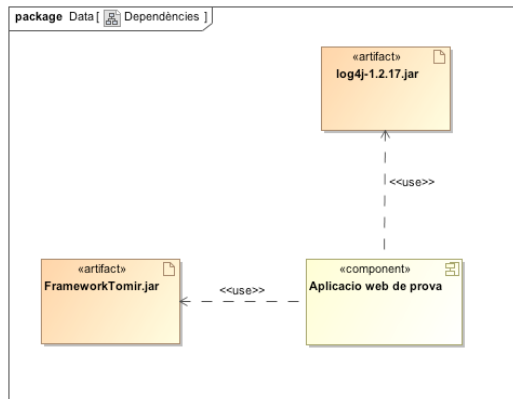 package Data [ Dependències ]
«artifact»
log4j-1.2.17.jar
<<use>>
«artifact»
FrameworkTomir.jar
<<use>>
«component»
Aplicacio web de prova